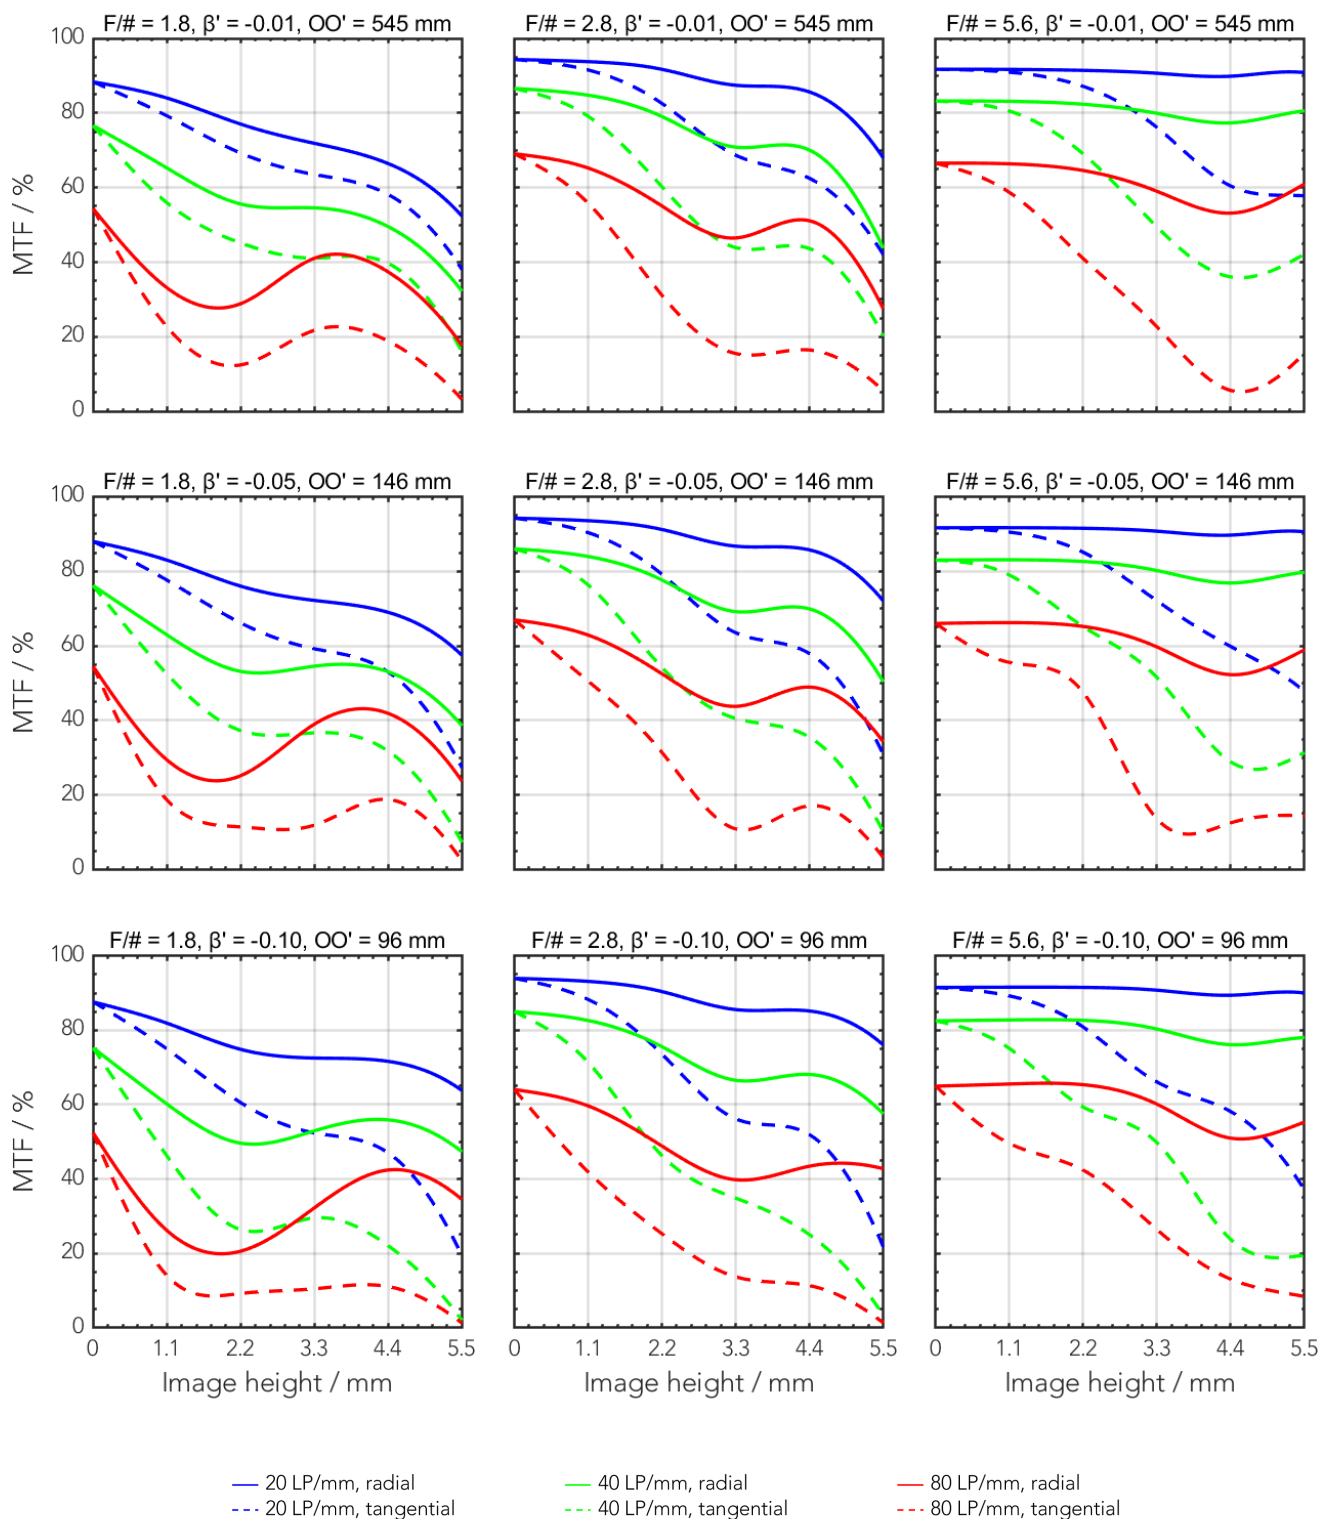 F/# = 1.8, β' = -0.01, OO' = 545 mm
F/# = 2.8, β' = -0.01, OO' = 545 mm
F/# = 5.6, β' = -0.01, OO' = 545 mm
100
80
60
40
20
0
MTF / %
F/# = 1.8, β' = -0.05, OO' = 146 mm
F/# = 2.8, β' = -0.05, OO' = 146 mm
F/# = 5.6, β' = -0.05, OO' = 146 mm
100
80
60
40
20
0
MTF / %
F/# = 1.8, β' = -0.10, OO' = 96 mm
F/# = 2.8, β' = -0.10, OO' = 96 mm
F/# = 5.6, β' = -0.10, OO' = 96 mm
100
80
60
40
20
0
MTF / %
0 1.1 2.2 3.3 4.4 5.5
0 1.1 2.2 3.3 4.4 5.5
0 1.1 2.2 3.3 4.4 5.5
Image height / mm
Image height / mm
Image height / mm
20 LP/mm, radial
40 LP/mm, radial
80 LP/mm, radial
20 LP/mm, tangential
40 LP/mm, tangential
80 LP/mm, tangential